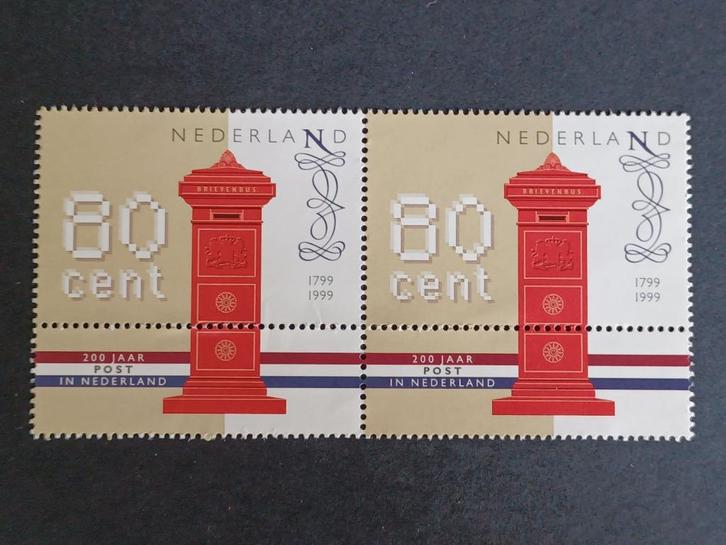 NEDERLAND
BRIEVENBUS
80
cent
1799
1999
200 JAAR
POST
IN NEDERLAND
NEDERLAND
BRIEVENBUS
80
cent
1799
1999
200 JAAR
POST
IN NEDERLAND